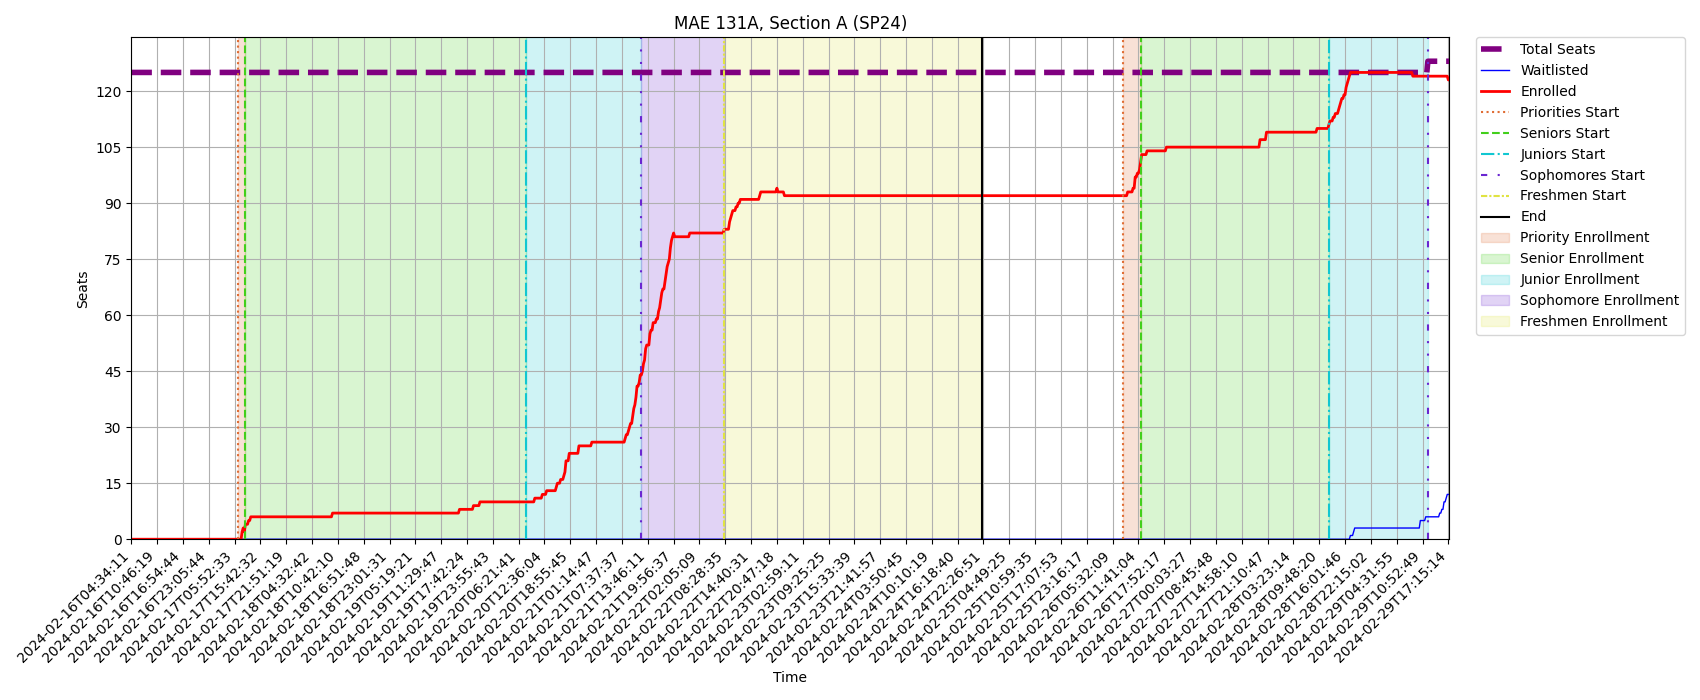 MAE 131A, Section A (SP24)
Total Seats
Waitlisted
Enrolled
Priorities Start
Seniors Start
Juniors Start
Sophomores Start
Freshmen Start
End
Priority Enrollment
Senior Enrollment
Junior Enrollment
Sophomore Enrollment
Freshmen Enrollment
Seats
120
105
90
75
60
45
30
15
0
2024-02-16T04:34:11
2024-02-16T10:46:19
2024-02-16T16:54:44
2024-02-16T23:05:44
2024-02-17T05:52:33
2024-02-17T15:42:32
2024-02-17T21:51:19
2024-02-18T04:32:42
2024-02-18T10:42:10
2024-02-18T16:51:48
2024-02-18T23:01:31
2024-02-19T05:19:21
2024-02-19T11:29:47
2024-02-19T17:42:24
2024-02-19T23:55:43
2024-02-20T06:21:41
2024-02-20T12:36:04
2024-02-20T18:55:45
2024-02-21T01:14:47
2024-02-21T07:37:37
2024-02-21T13:46:11
2024-02-21T19:56:37
2024-02-22T02:05:09
2024-02-22T08:28:35
2024-02-22T14:40:31
2024-02-22T20:47:18
2024-02-23T02:59:11
2024-02-23T09:25:25
2024-02-23T15:33:39
2024-02-23T21:41:57
2024-02-24T03:50:45
2024-02-24T10:10:19
2024-02-24T16:18:40
2024-02-24T22:26:51
2024-02-25T04:49:25
2024-02-25T10:59:35
2024-02-25T17:07:53
2024-02-25T23:16:17
2024-02-26T05:32:09
2024-02-26T11:41:04
2024-02-26T17:52:17
2024-02-27T00:03:27
2024-02-27T08:45:48
2024-02-27T14:58:10
2024-02-27T21:10:47
2024-02-28T03:23:14
2024-02-28T09:48:20
2024-02-28T16:01:46
2024-02-28T22:15:02
2024-02-29T04:31:55
2024-02-29T10:52:49
2024-02-29T17:15:14
Time